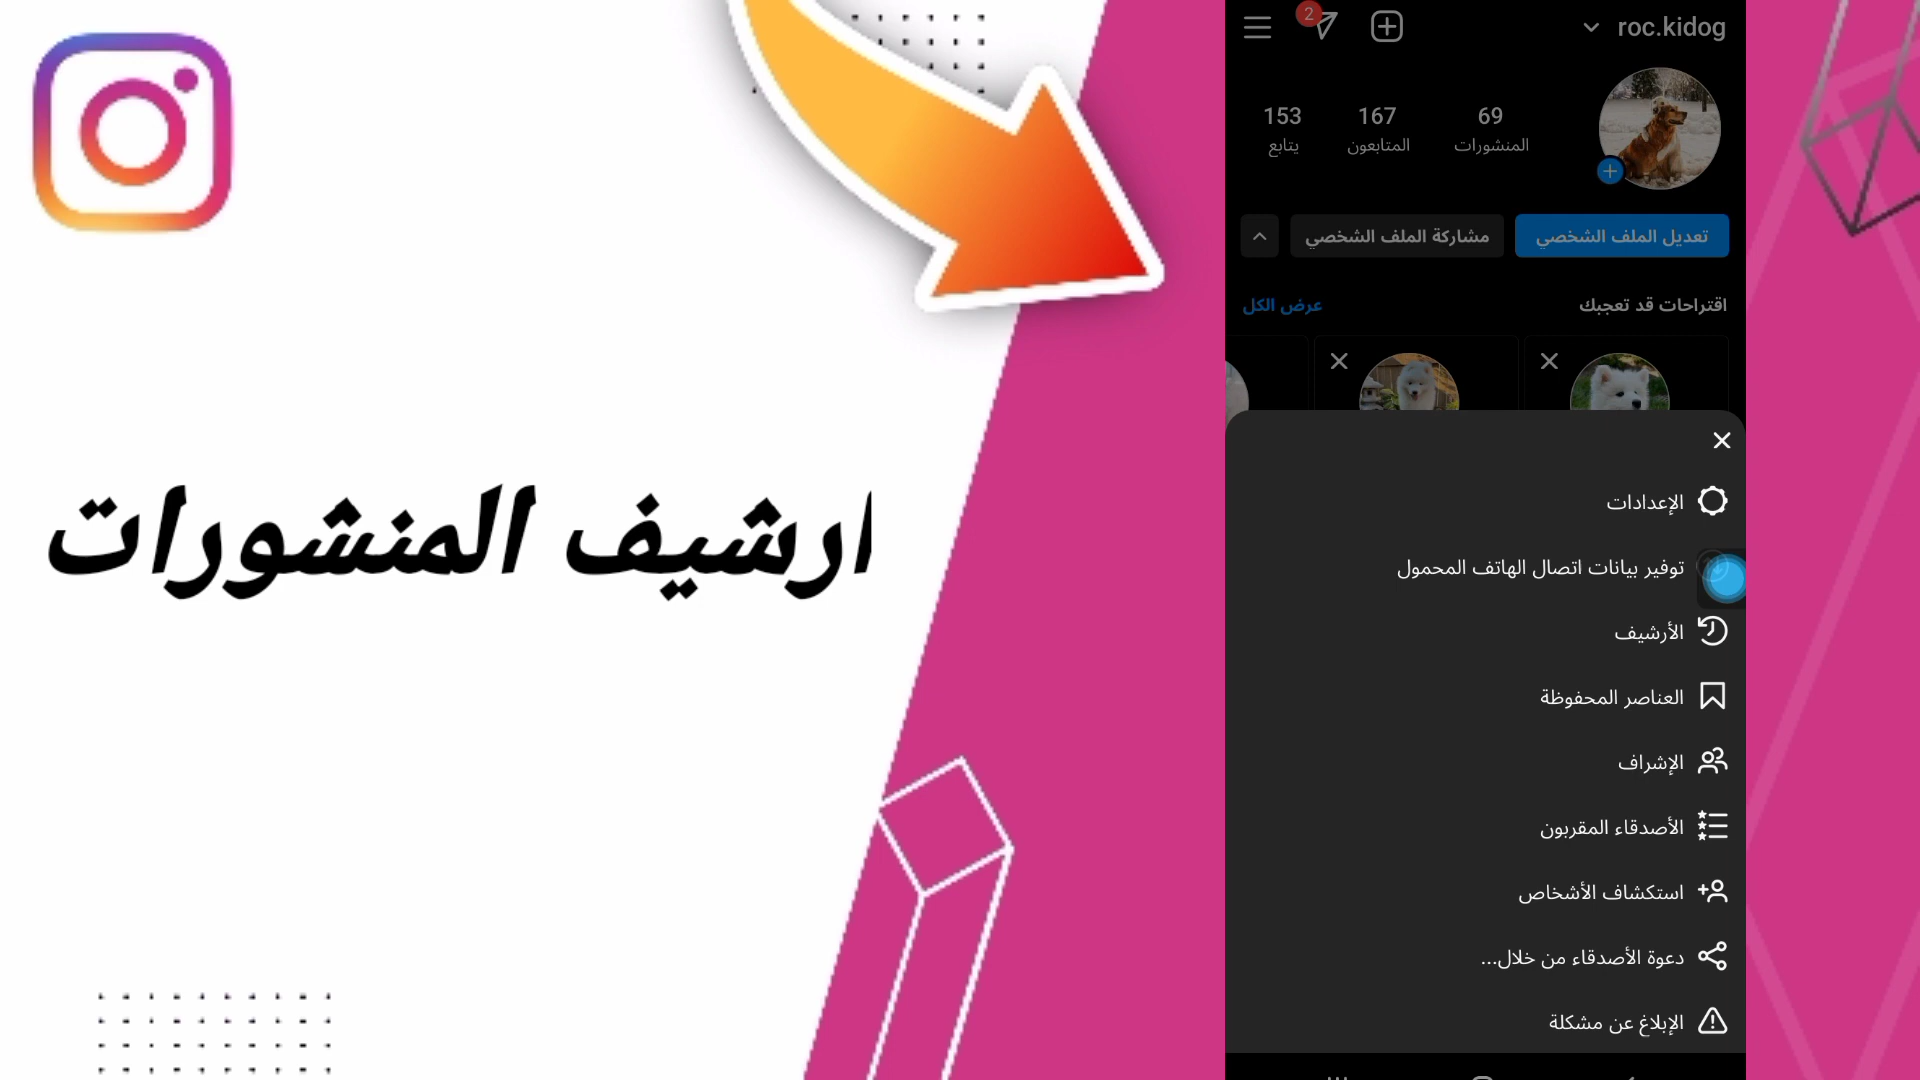 ارشيف المنشورات
roc.kidog
2
69
167
153
المنشورات
المتابعون
يتابع
تعديل الملف الشخصي
مشاركة الملف الشخصي
اقتراحات قد تعجبك
عرض الكل
الإعدادات
توفير بيانات اتصال الهاتف المحمول
الأرشيف
العناصر المحفوظة
الإشراف
الأصدقاء المقربون
استكشاف الأشخاص
دعوة الأصدقاء من خلال...
الإبلاغ عن مشكلة